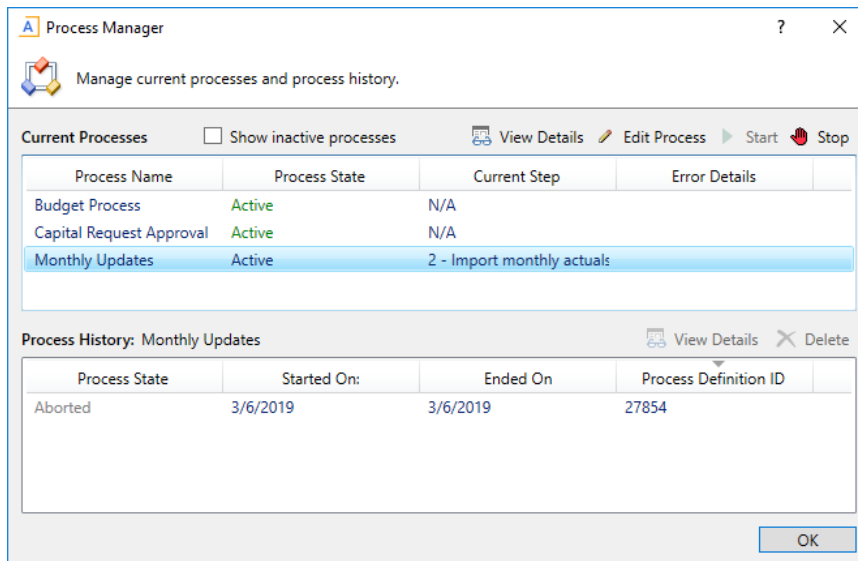 A Process Manager ?
Manage current processes and process history.
Current Processes Show inactive processes View Details Edit Process Start Stop
Process Name Process State Current Step Error Details
Budget Process Active N/A
Capital Request Approval Active N/A
Monthly Updates Active 2 - Import monthly actuals
Process History: Monthly Updates View Details Delete
Process State Started On: Ended On Process Definition ID
Aborted 3/6/2019 3/6/2019 27854
OK